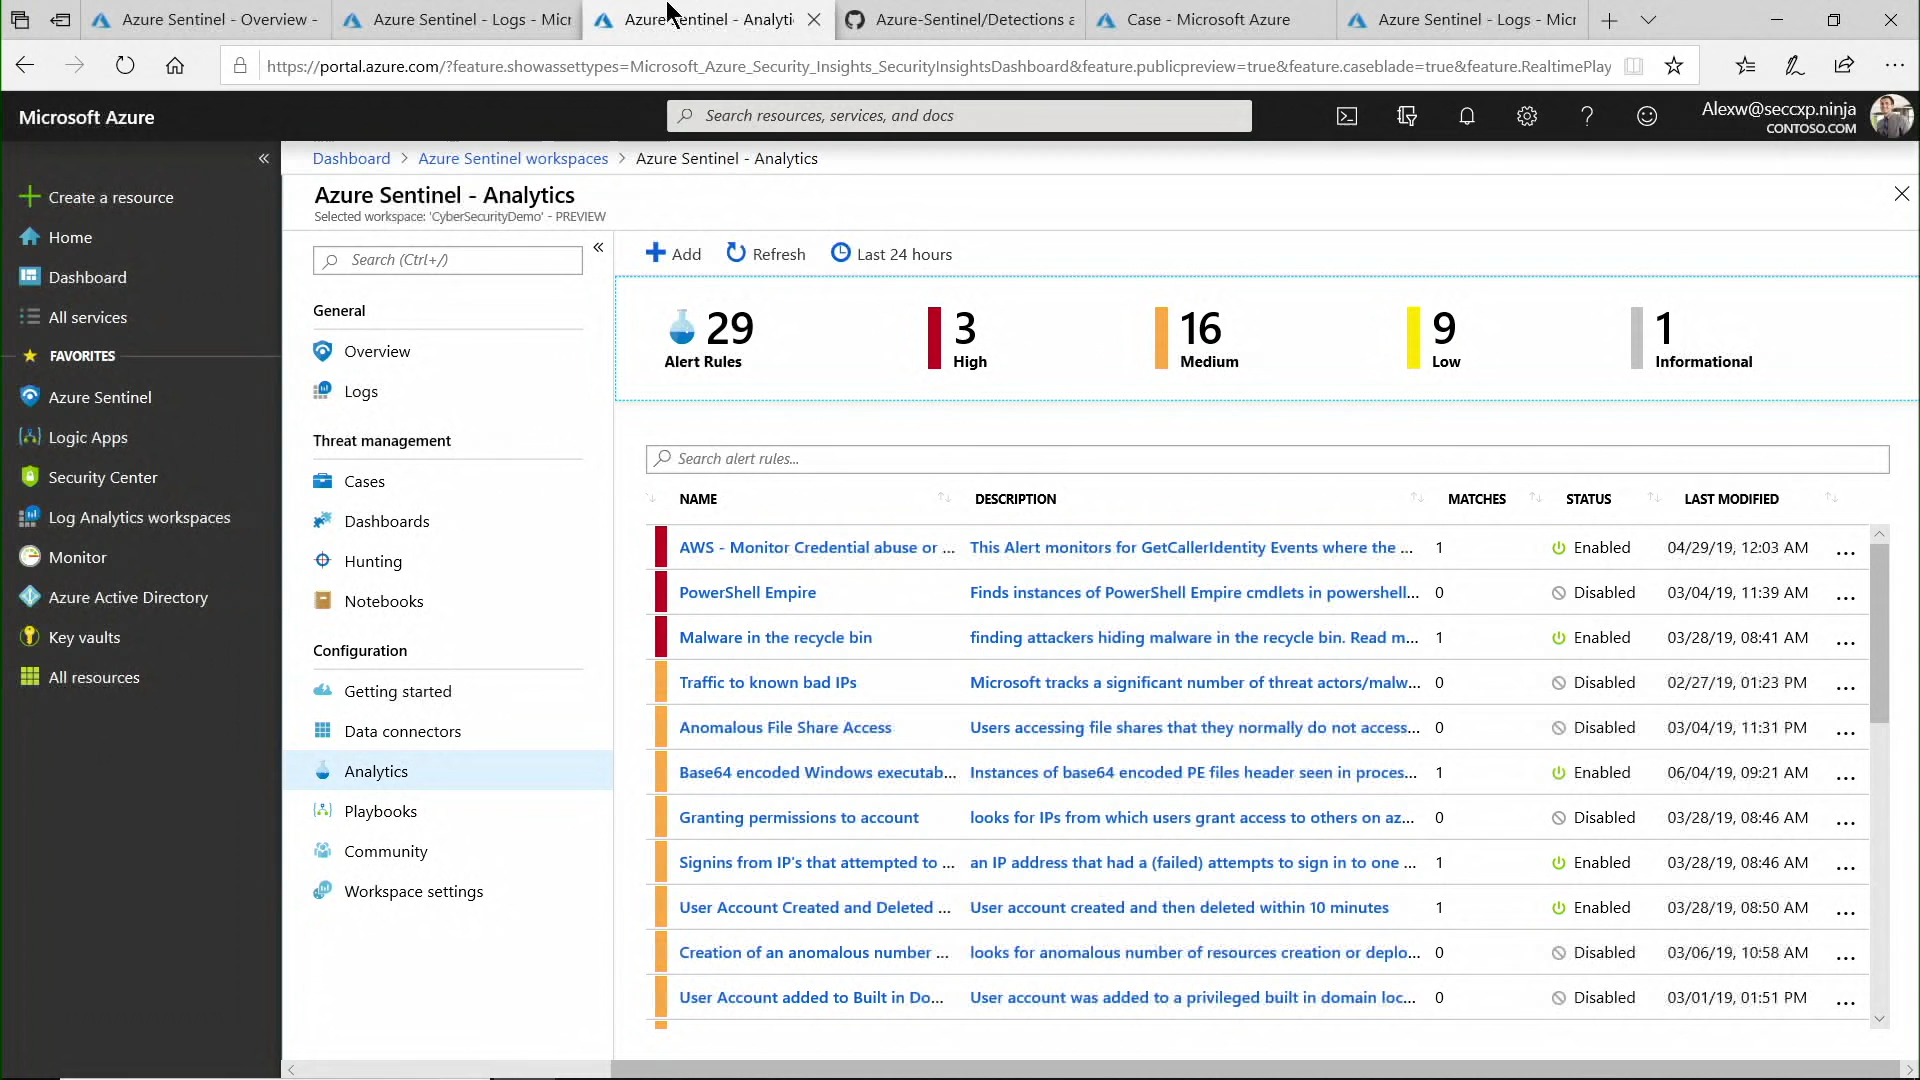 Azure Sentinel - Overview -
Azure Sentinel - Logs - Micr
Azure Sentinel - Analyti
Azure-Sentinel/Detections a
Case - Microsoft Azure
Azure Sentinel - Logs - Micr
https://portal.azure.com/?feature.showassettypes=Microsoft_Azure_Security_Insights_SecurityInsightsDashboard&feature.publicpreview=true&feature.caseblade=true&feature.RealtimePlay
Microsoft Azure
Search resources, services, and docs
Alexw@seccxp.ninja
CONTOSO.COM
Create a resource
Home
Dashboard
All services
FAVORITES
Azure Sentinel
Logic Apps
Security Center
Log Analytics workspaces
Monitor
Azure Active Directory
Key vaults
All resources
Dashboard > Azure Sentinel workspaces > Azure Sentinel - Analytics
Azure Sentinel - Analytics
Selected workspace: 'CyberSecurityDemo' - PREVIEW
Search (Ctrl+/)
General
Overview
Logs
Threat management
Cases
Dashboards
Hunting
Notebooks
Configuration
Getting started
Data connectors
Analytics
Playbooks
Community
Workspace settings
Add Refresh Last 24 hours
29 Alert Rules
3 High
16 Medium
9 Low
1 Informational
Search alert rules...
NAME DESCRIPTION MATCHES STATUS LAST MODIFIED
AWS - Monitor Credential abuse or ... This Alert monitors for GetCallerIdentity Events where the ... 1 Enabled 04/29/19, 12:03 AM ...
PowerShell Empire Finds instances of PowerShell Empire cmdlets in powershell... 0 Disabled 03/04/19, 11:39 AM ...
Malware in the recycle bin finding attackers hiding malware in the recycle bin. Read m... 1 Enabled 03/28/19, 08:41 AM ...
Traffic to known bad IPs Microsoft tracks a significant number of threat actors/malw... 0 Disabled 02/27/19, 01:23 PM ...
Anomalous File Share Access Users accessing file shares that they normally do not access... 0 Disabled 03/04/19, 11:31 PM ...
Base64 encoded Windows executab... Instances of base64 encoded PE files header seen in proces... 1 Enabled 06/04/19, 09:21 AM ...
Granting permissions to account looks for IPs from which users grant access to others on az... 0 Disabled 03/28/19, 08:46 AM ...
Signins from IP's that attempted to ... an IP address that had a (failed) attempts to sign in to one ... 1 Enabled 03/28/19, 08:46 AM ...
User Account Created and Deleted ... User account created and then deleted within 10 minutes 1 Enabled 03/28/19, 08:50 AM ...
Creation of an anomalous number ... looks for anomalous number of resources creation or deplo... 0 Disabled 03/06/19, 10:58 AM ...
User Account added to Built in Do... User account was added to a privileged built in domain loc... 0 Disabled 03/01/19, 01:51 PM ...